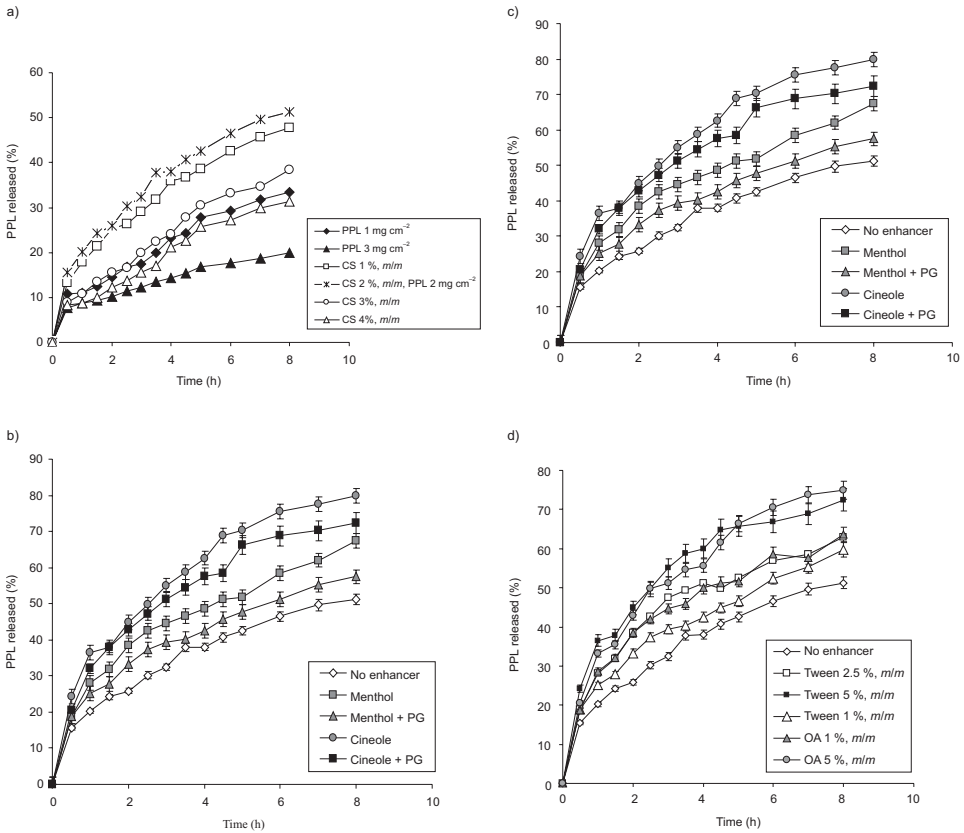 a)
60
50
40
30
20
10
0
PPL released (%)
0 2 4 6 8 10
Time (h)
PPL 1 mg cm⁻²
PPL 3 mg cm⁻²
CS 1 %, m/m
CS 2 %, m/m, PPL 2 mg cm⁻²
CS 3%, m/m
CS 4%, m/m
c)
90
80
70
60
50
40
30
20
10
0
PPL released (%)
0 2 4 6 8 10
Time (h)
No enhancer
Menthol
Menthol + PG
Cineole
Cineole + PG
b)
90
80
70
60
50
40
30
20
10
0
PPL released (%)
0 2 4 6 8 10
Time (h)
No enhancer
Menthol
Menthol + PG
Cineole
Cineole + PG
d)
80
70
60
50
40
30
20
10
0
PPL released (%)
0 2 4 6 8 10
Time (h)
No enhancer
Tween 2.5 %, m/m
Tween 5 %, m/m
Tween 1 %, m/m
OA 1 %, m/m
OA 5 %, m/m